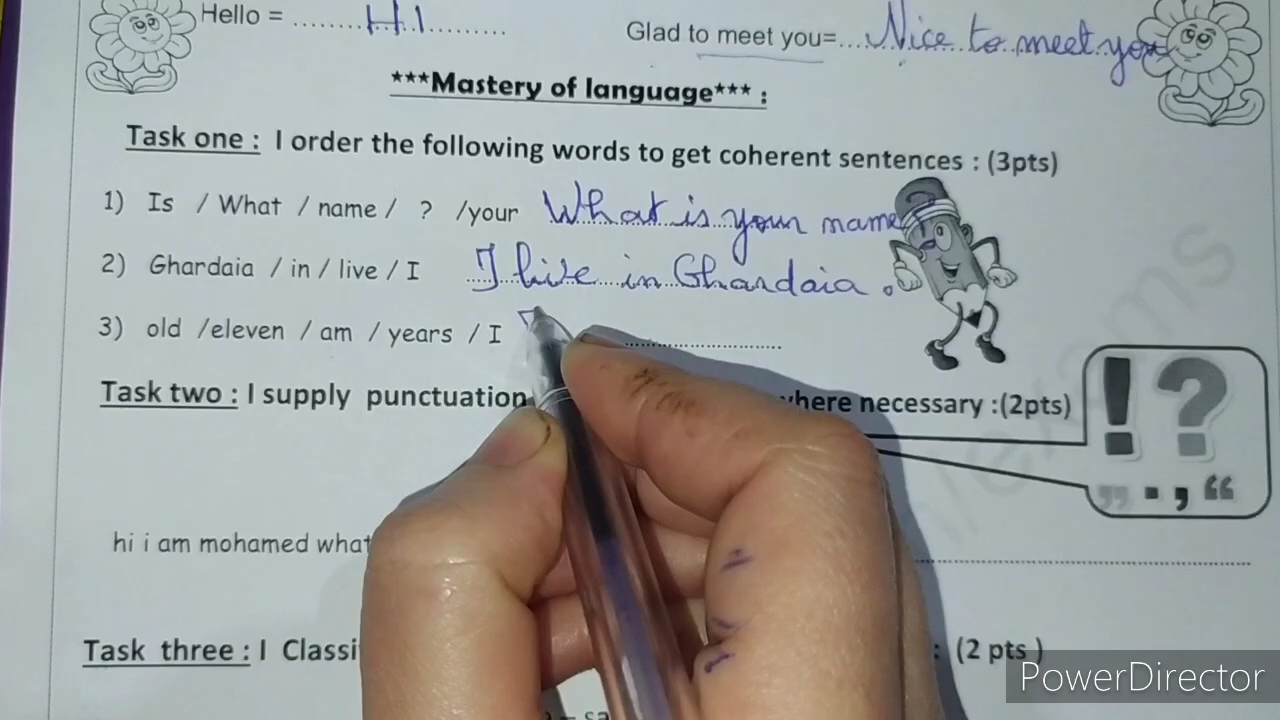 Hello = ........H I..........
Glad to meet you=...Nice to meet you
***Mastery of language*** :
Task one : I order the following words to get coherent sentences : (3pts)
1) Is / What / name / ? /your What is your name ?
2) Ghardaia / in / live / I I live in Ghardaia .
3) old /eleven / am / years / I
Task two : I supply punctuation where necessary :(2pts)
! ?
” . , “
hi i am mohamed what
Task three : I Classi : (2 pts )
PowerDirector